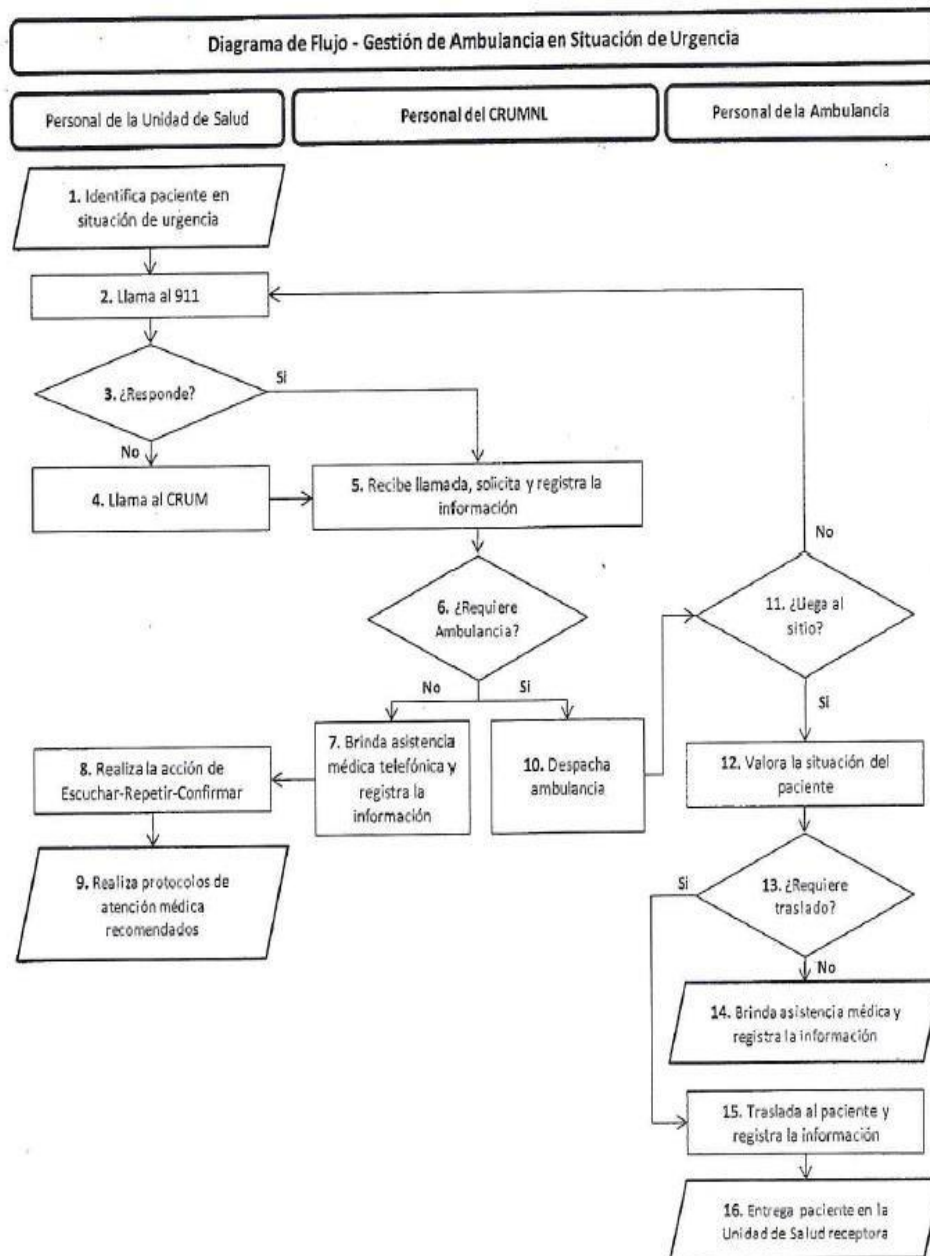 Diagrama de Flujo - Gestión de Ambulancia en Situación de Urgencia
Personal de la Unidad de Salud
Personal del CRUMNL
Personal de la Ambulancia
1. Identifica paciente en
situación de urgencia
2. Llama al 911
3. ¿Responde?
Si
No
4. Llama al CRUM
5. Recibe llamada, solicita y registra la
información
6. ¿Requiere
Ambulancia?
No
Si
7. Brinda asistencia
médica telefónica y
registra la
información
8. Realiza la acción de
Escuchar-Repetir-Confirmar
9. Realiza protocolos de
atención médica
recomendados
10. Despacha
ambulancia
No
11. ¿Llega al
sitio?
Si
12. Valora la situación del
paciente
13. ¿Requiere
traslado?
Si
No
14. Brinda asistencia médica y
registra la información
15. Traslada al paciente y
registra la información
16. Entrega paciente en la
Unidad de Salud receptora